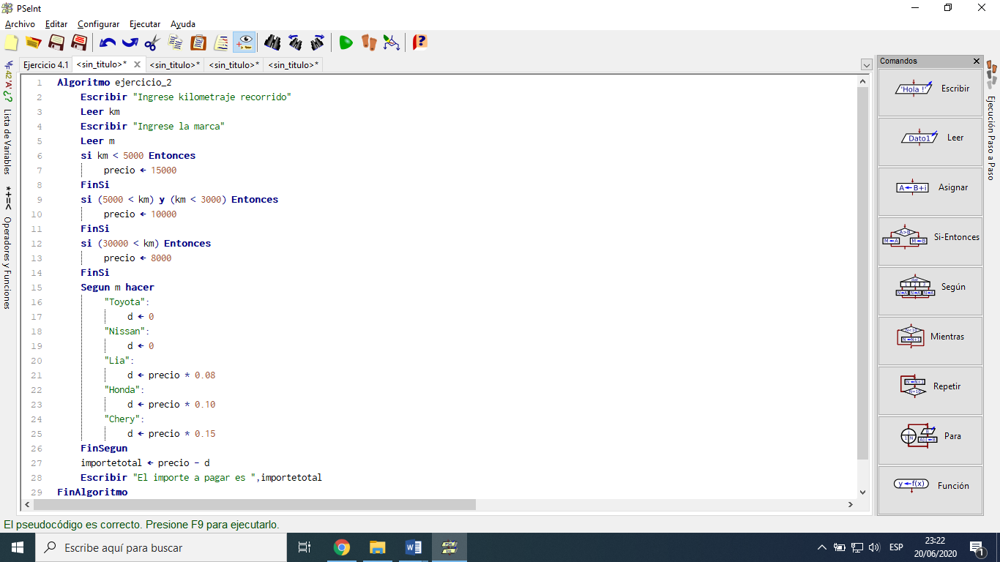 PSeInt
Archivo Editar Configurar Ejecutar Ayuda
Ejercicio 4.1 <sin_titulo>* <sin_titulo>* <sin_titulo>* <sin_titulo>*
1 Algoritmo ejercicio_2
2 Escribir "Ingrese kilometraje recorrido"
3 Leer km
4 Escribir "Ingrese la marca"
5 Leer m
6 si km < 5000 Entonces
7 precio ← 15000
8 FinSi
9 si (5000 < km) y (km < 3000) Entonces
10 precio ← 10000
11 FinSi
12 si (30000 < km) Entonces
13 precio ← 8000
14 FinSi
15 Segun m hacer
16 "Toyota":
17 d ← 0
18 "Nissan":
19 d ← 0
20 "Lia":
21 d ← precio * 0.08
22 "Honda":
23 d ← precio * 0.10
24 "Chery":
25 d ← precio * 0.15
26 FinSegun
27 importetotal ← precio - d
28 Escribir "El importe a pagar es ",importetotal
29 FinAlgoritmo
Lista de Variables
*+=< Operadores y Funciones
Comandos
'Hola !' Escribir
Dato1 Leer
A←B+i Asignar
A>B M←A M←B Si-Entonces
Según
Mientras
Repetir
Para
y←f(x) Función
Ejecución Paso a Paso
El pseudocódigo es correcto. Presione F9 para ejecutarlo.
Escribe aquí para buscar
ESP
23:22
20/06/2020
1